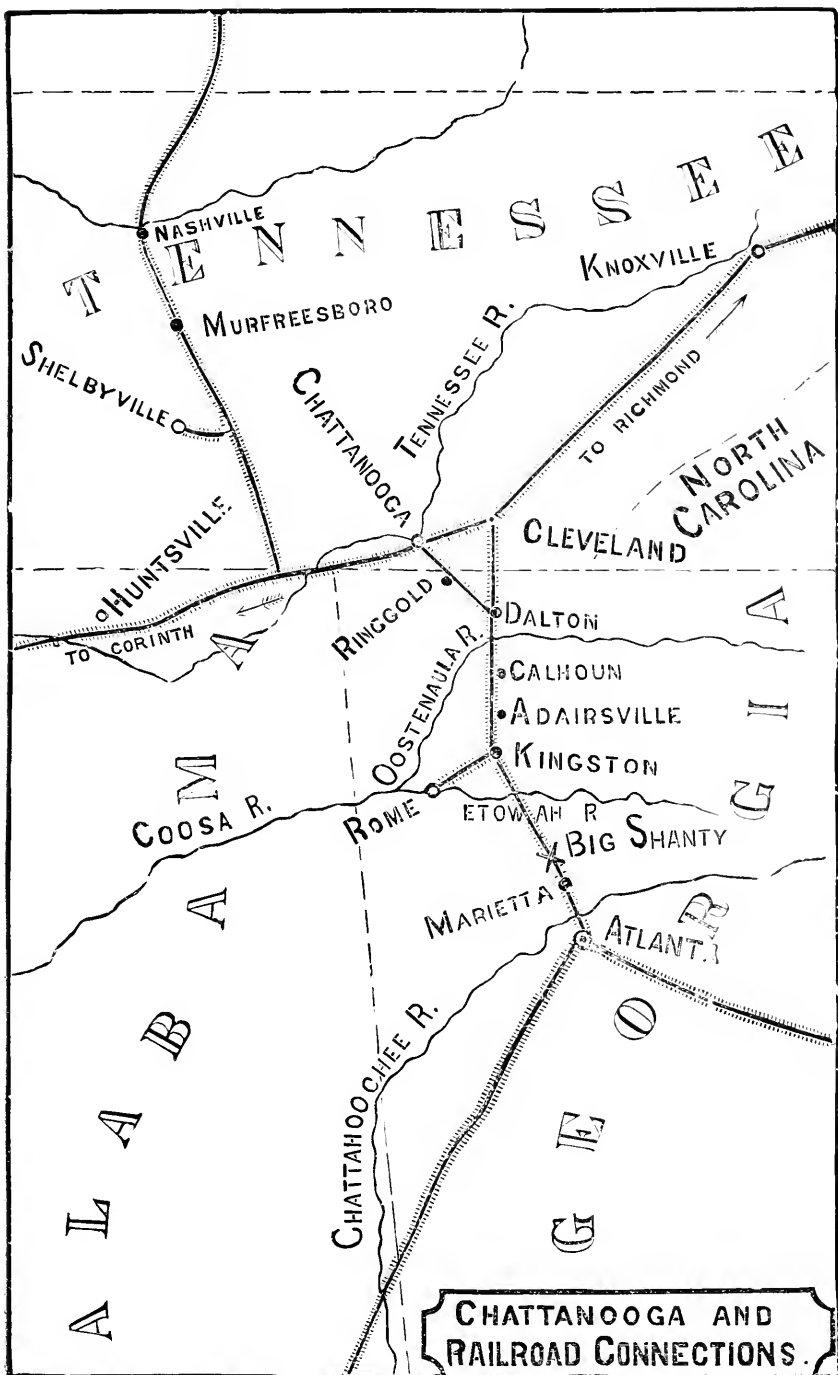 TENNESSEE
NASHVILLE
MURFREESBORO
SHELBYVILLE
KNOXVILLE
TENNESSEE R.
CHATTANOOGA
TO RICHMOND
NORTH
CAROLINA
CLEVELAND
HUNTSVILLE
TO CORINTH
RINGGOLD
DALTON
OOSTENAULA R.
CALHOUN
ADAIRSVILLE
KINGSTON
COOSA R.
ROME
ETOWAH R
BIG SHANTY
MARIETTA
ATLANT.
CHATTAHOOCHEE R.
ALABAMA
GEORGIA
CHATTANOOGA AND
RAILROAD CONNECTIONS.